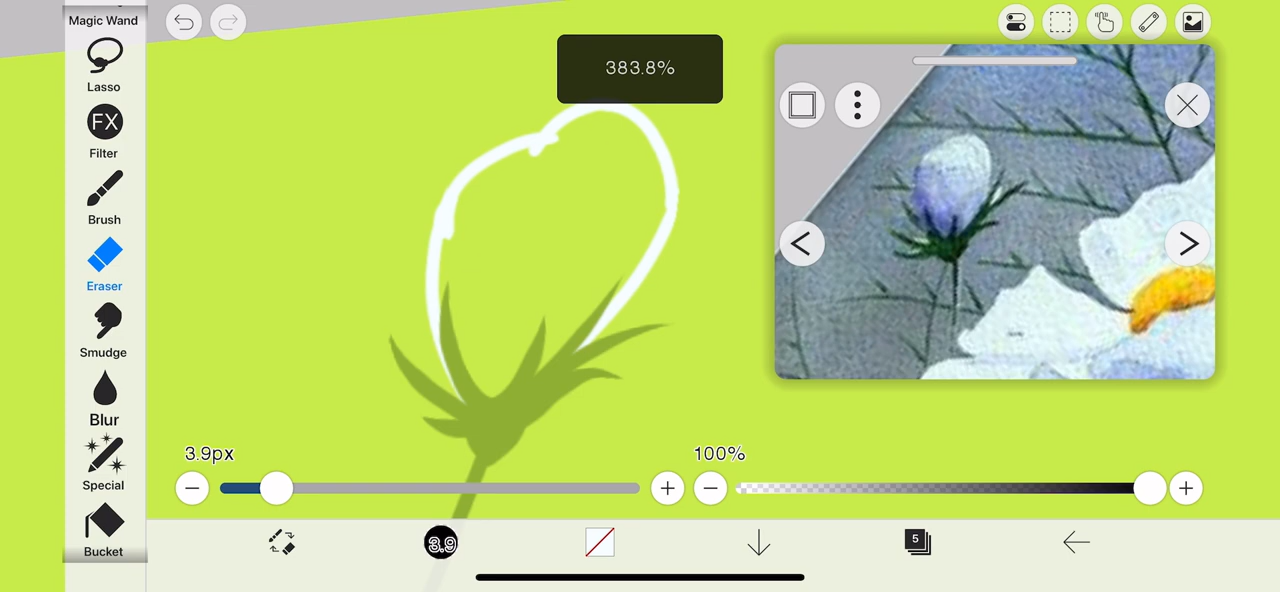 Magic Wand
Lasso
FX
Filter
Brush
Eraser
Smudge
Blur
Special
Bucket
383.8%
3.9px
100%
3.9
5